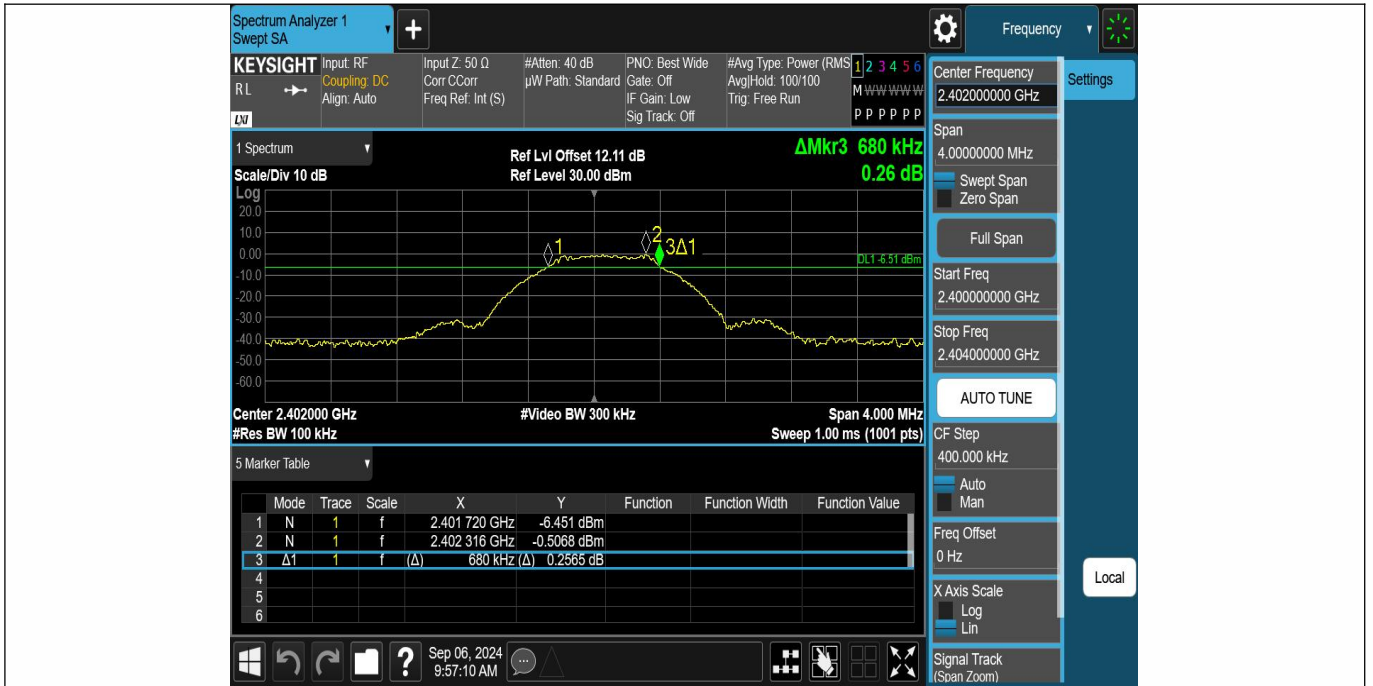 Spectrum Analyzer 1
Swept SA
+
Frequency
KEYSIGHT
R L
LXI
Input: RF
Coupling: DC
Align: Auto
Input Z: 50 Ω
Corr CCorr
Freq Ref: Int (S)
#Atten: 40 dB
µW Path: Standard
PNO: Best Wide
Gate: Off
IF Gain: Low
Sig Track: Off
#Avg Type: Power (RMS
Avg|Hold: 100/100
Trig: Free Run
1 2 3 4 5 6
M W W W W W
P P P P P P
1 Spectrum
Scale/Div 10 dB
Ref Lvl Offset 12.11 dB
Ref Level 30.00 dBm
ΔMkr3 680 kHz
0.26 dB
Log
20.0
10.0
0.00
-10.0
-20.0
-30.0
-40.0
-50.0
-60.0
1
2
3Δ1
DL1 -6.51 dBm
Center 2.402000 GHz
#Video BW 300 kHz
Span 4.000 MHz
#Res BW 100 kHz
Sweep 1.00 ms (1001 pts)
5 Marker Table
Mode Trace Scale X Y Function Function Width Function Value
1 N 1 f 2.401 720 GHz -6.451 dBm
2 N 1 f 2.402 316 GHz -0.5068 dBm
3 Δ1 1 f (Δ) 680 kHz (Δ) 0.2565 dB
4
5
6
?
Sep 06, 2024
9:57:10 AM
Center Frequency
2.402000000 GHz
Span
4.00000000 MHz
Swept Span
Zero Span
Full Span
Start Freq
2.400000000 GHz
Stop Freq
2.404000000 GHz
AUTO TUNE
CF Step
400.000 kHz
Auto
Man
Freq Offset
0 Hz
X Axis Scale
Log
Lin
Signal Track
(Span Zoom)
Settings
Local